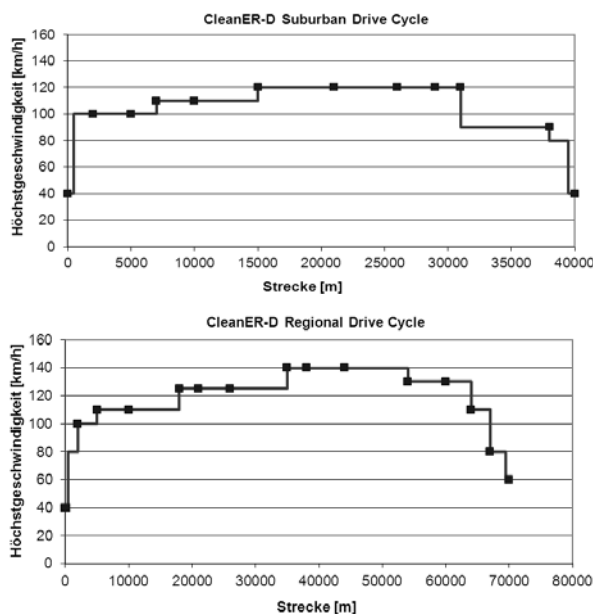 CleanER-D Suburban Drive Cycle
Höchstgeschwindigkeit [km/h]
160
140
120
100
80
60
40
20
0
0 5000 10000 15000 20000 25000 30000 35000 40000
Strecke [m]
CleanER-D Regional Drive Cycle
Höchstgeschwindigkeit [km/h]
160
140
120
100
80
60
40
20
0
0 10000 20000 30000 40000 50000 60000 70000 80000
Strecke [m]